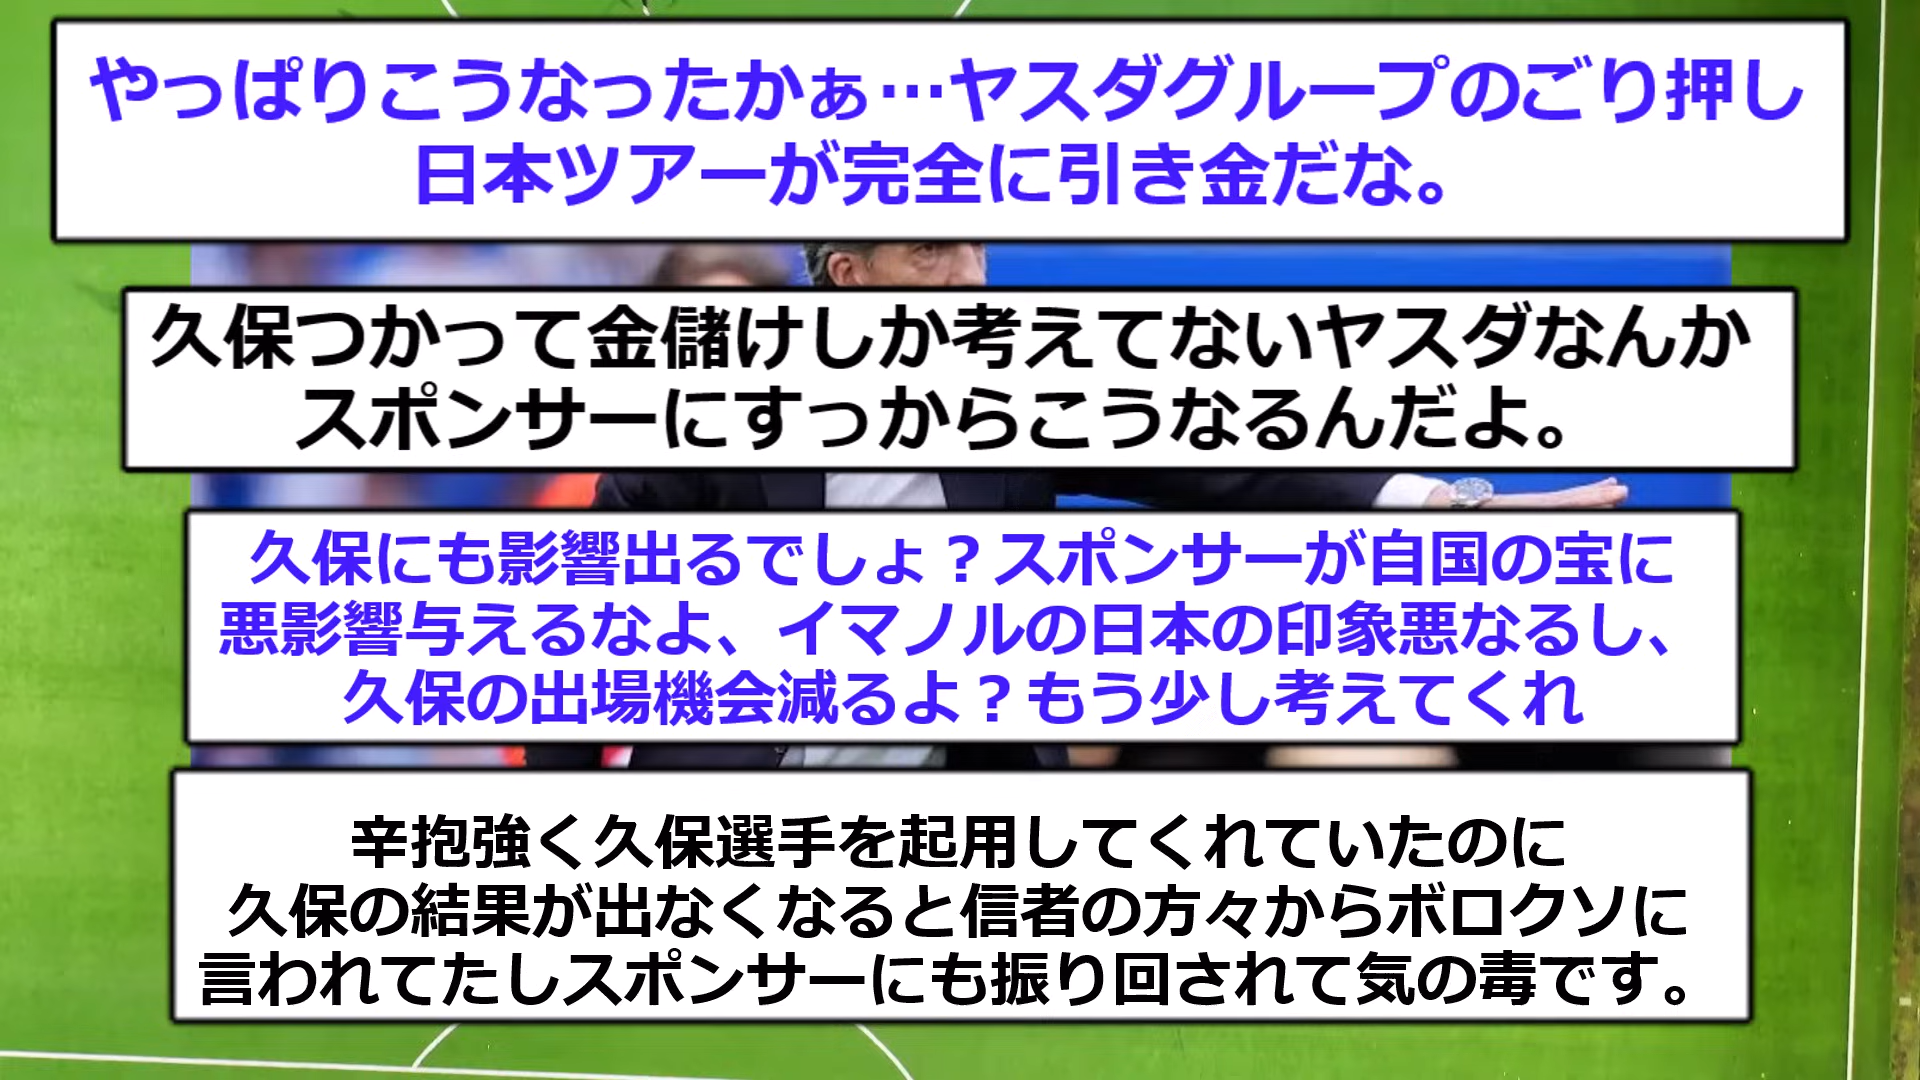 やっぱりこうなったかぁ…ヤスダグループのごり押し
日本ツアーが完全に引き金だな。
久保つかって金儲けしか考えてないヤスダなんか
スポンサーにすっからこうなるんだよ。
久保にも影響出るでしょ？スポンサーが自国の宝に
悪影響与えるなよ、イマノルの日本の印象悪なるし、
久保の出場機会減るよ？もう少し考えてくれ
辛抱強く久保選手を起用してくれていたのに
久保の結果が出なくなると信者の方々からボロクソに
言われてたしスポンサーにも振り回されて気の毒です。